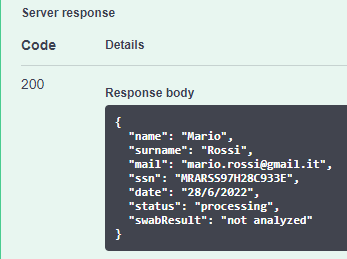 Server response
Code Details
200
Response body
{
"name": "Mario",
"surname": "Rossi",
"mail": "mario.rossi@gmail.it",
"ssn": "MRARSS97H28C933E",
"date": "28/6/2022",
"status": "processing",
"swabResult": "not analyzed"
}